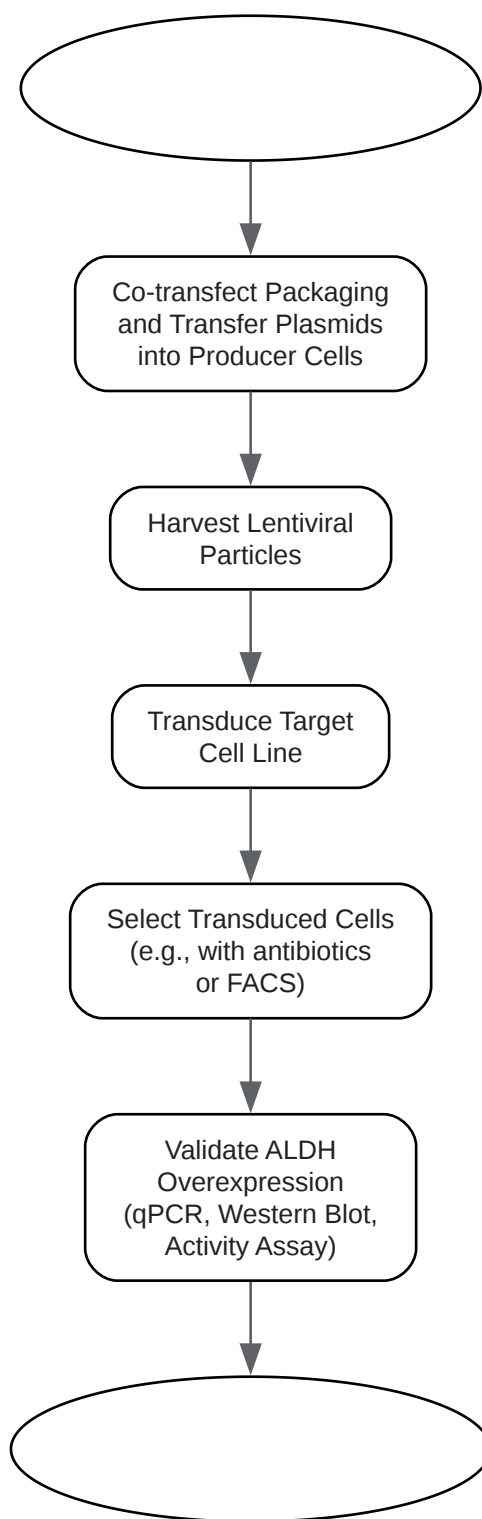 Co-transfect Packaging
and Transfer Plasmids
into Producer Cells
Harvest Lentiviral
Particles
Transduce Target
Cell Line
Select Transduced Cells
(e.g., with antibiotics
or FACS)
Validate ALDH
Overexpression
(qPCR, Western Blot,
Activity Assay)